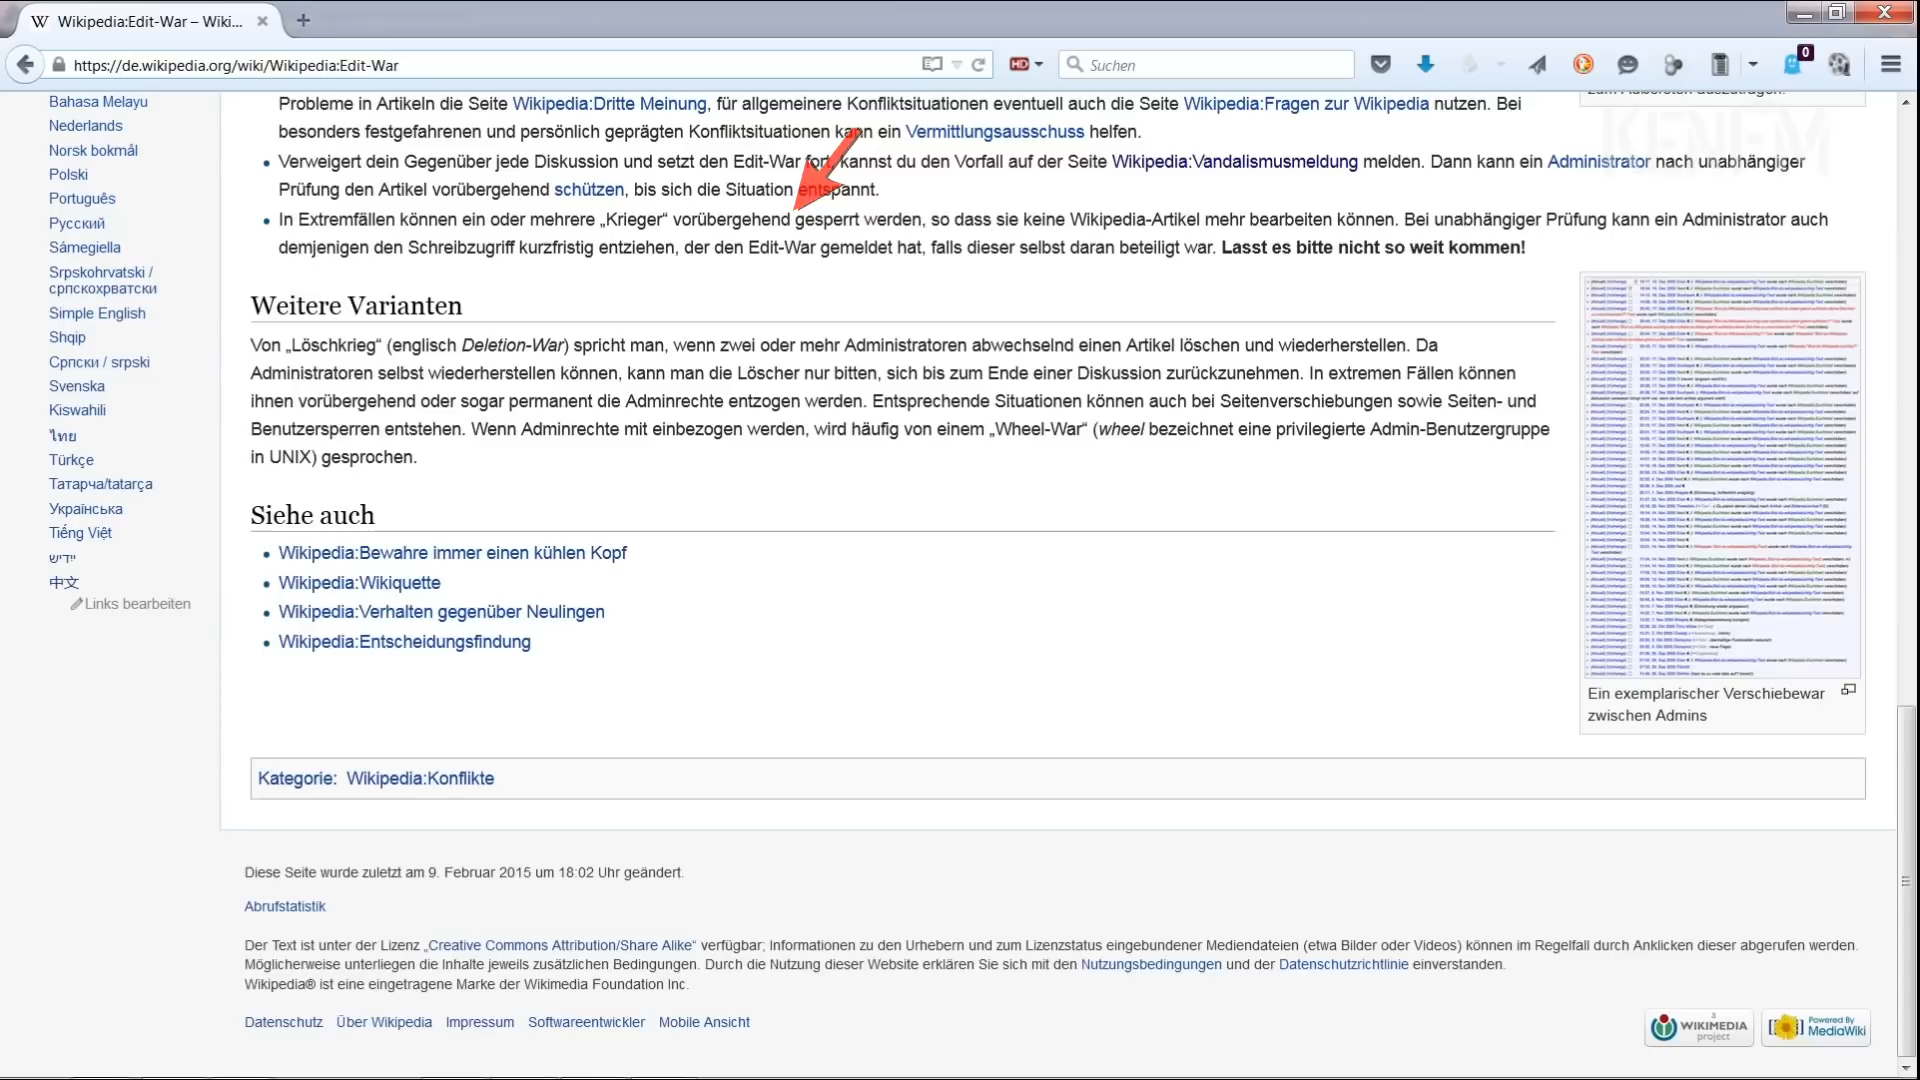 Wikipedia:Edit-War – Wiki...
https://de.wikipedia.org/wiki/Wikipedia:Edit-War
HD
Suchen
0
KENFM
Bahasa Melayu
Nederlands
Norsk bokmål
Polski
Português
Русский
Sámegiella
Srpskohrvatski /
српскохрватски
Simple English
Shqip
Српски / srpski
Svenska
Kiswahili
ไทย
Türkçe
Татарча/tatarça
Українська
Tiếng Việt
ייִדיש
中文
Links bearbeiten
Probleme in Artikeln die Seite Wikipedia:Dritte Meinung, für allgemeinere Konfliktsituationen eventuell auch die Seite Wikipedia:Fragen zur Wikipedia nutzen. Bei
besonders festgefahrenen und persönlich geprägten Konfliktsituationen kann ein Vermittlungsausschuss helfen.
Verweigert dein Gegenüber jede Diskussion und setzt den Edit-War fort, kannst du den Vorfall auf der Seite Wikipedia:Vandalismusmeldung melden. Dann kann ein Administrator nach unabhängiger
Prüfung den Artikel vorübergehend schützen, bis sich die Situation entspannt.
In Extremfällen können ein oder mehrere „Krieger“ vorübergehend gesperrt werden, so dass sie keine Wikipedia-Artikel mehr bearbeiten können. Bei unabhängiger Prüfung kann ein Administrator auch
demjenigen den Schreibzugriff kurzfristig entziehen, der den Edit-War gemeldet hat, falls dieser selbst daran beteiligt war. Lasst es bitte nicht so weit kommen!
Weitere Varianten
Von „Löschkrieg“ (englisch Deletion-War) spricht man, wenn zwei oder mehr Administratoren abwechselnd einen Artikel löschen und wiederherstellen. Da
Administratoren selbst wiederherstellen können, kann man die Löscher nur bitten, sich bis zum Ende einer Diskussion zurückzunehmen. In extremen Fällen können
ihnen vorübergehend oder sogar permanent die Adminrechte entzogen werden. Entsprechende Situationen können auch bei Seitenverschiebungen sowie Seiten- und
Benutzersperren entstehen. Wenn Adminrechte mit einbezogen werden, wird häufig von einem „Wheel-War“ (wheel bezeichnet eine privilegierte Admin-Benutzergruppe
in UNIX) gesprochen.
Siehe auch
Wikipedia:Bewahre immer einen kühlen Kopf
Wikipedia:Wikiquette
Wikipedia:Verhalten gegenüber Neulingen
Wikipedia:Entscheidungsfindung
Ein exemplarischer Verschiebewar
zwischen Admins
Kategorie: Wikipedia:Konflikte
Diese Seite wurde zuletzt am 9. Februar 2015 um 18:02 Uhr geändert.
Abrufstatistik
Der Text ist unter der Lizenz „Creative Commons Attribution/Share Alike“ verfügbar; Informationen zu den Urhebern und zum Lizenzstatus eingebundener Mediendateien (etwa Bilder oder Videos) können im Regelfall durch Anklicken dieser abgerufen werden.
Möglicherweise unterliegen die Inhalte jeweils zusätzlichen Bedingungen. Durch die Nutzung dieser Website erklären Sie sich mit den Nutzungsbedingungen und der Datenschutzrichtlinie einverstanden.
Wikipedia® ist eine eingetragene Marke der Wikimedia Foundation Inc.
Datenschutz Über Wikipedia Impressum Softwareentwickler Mobile Ansicht
a
WIKIMEDIA
project
Powered By
MediaWiki